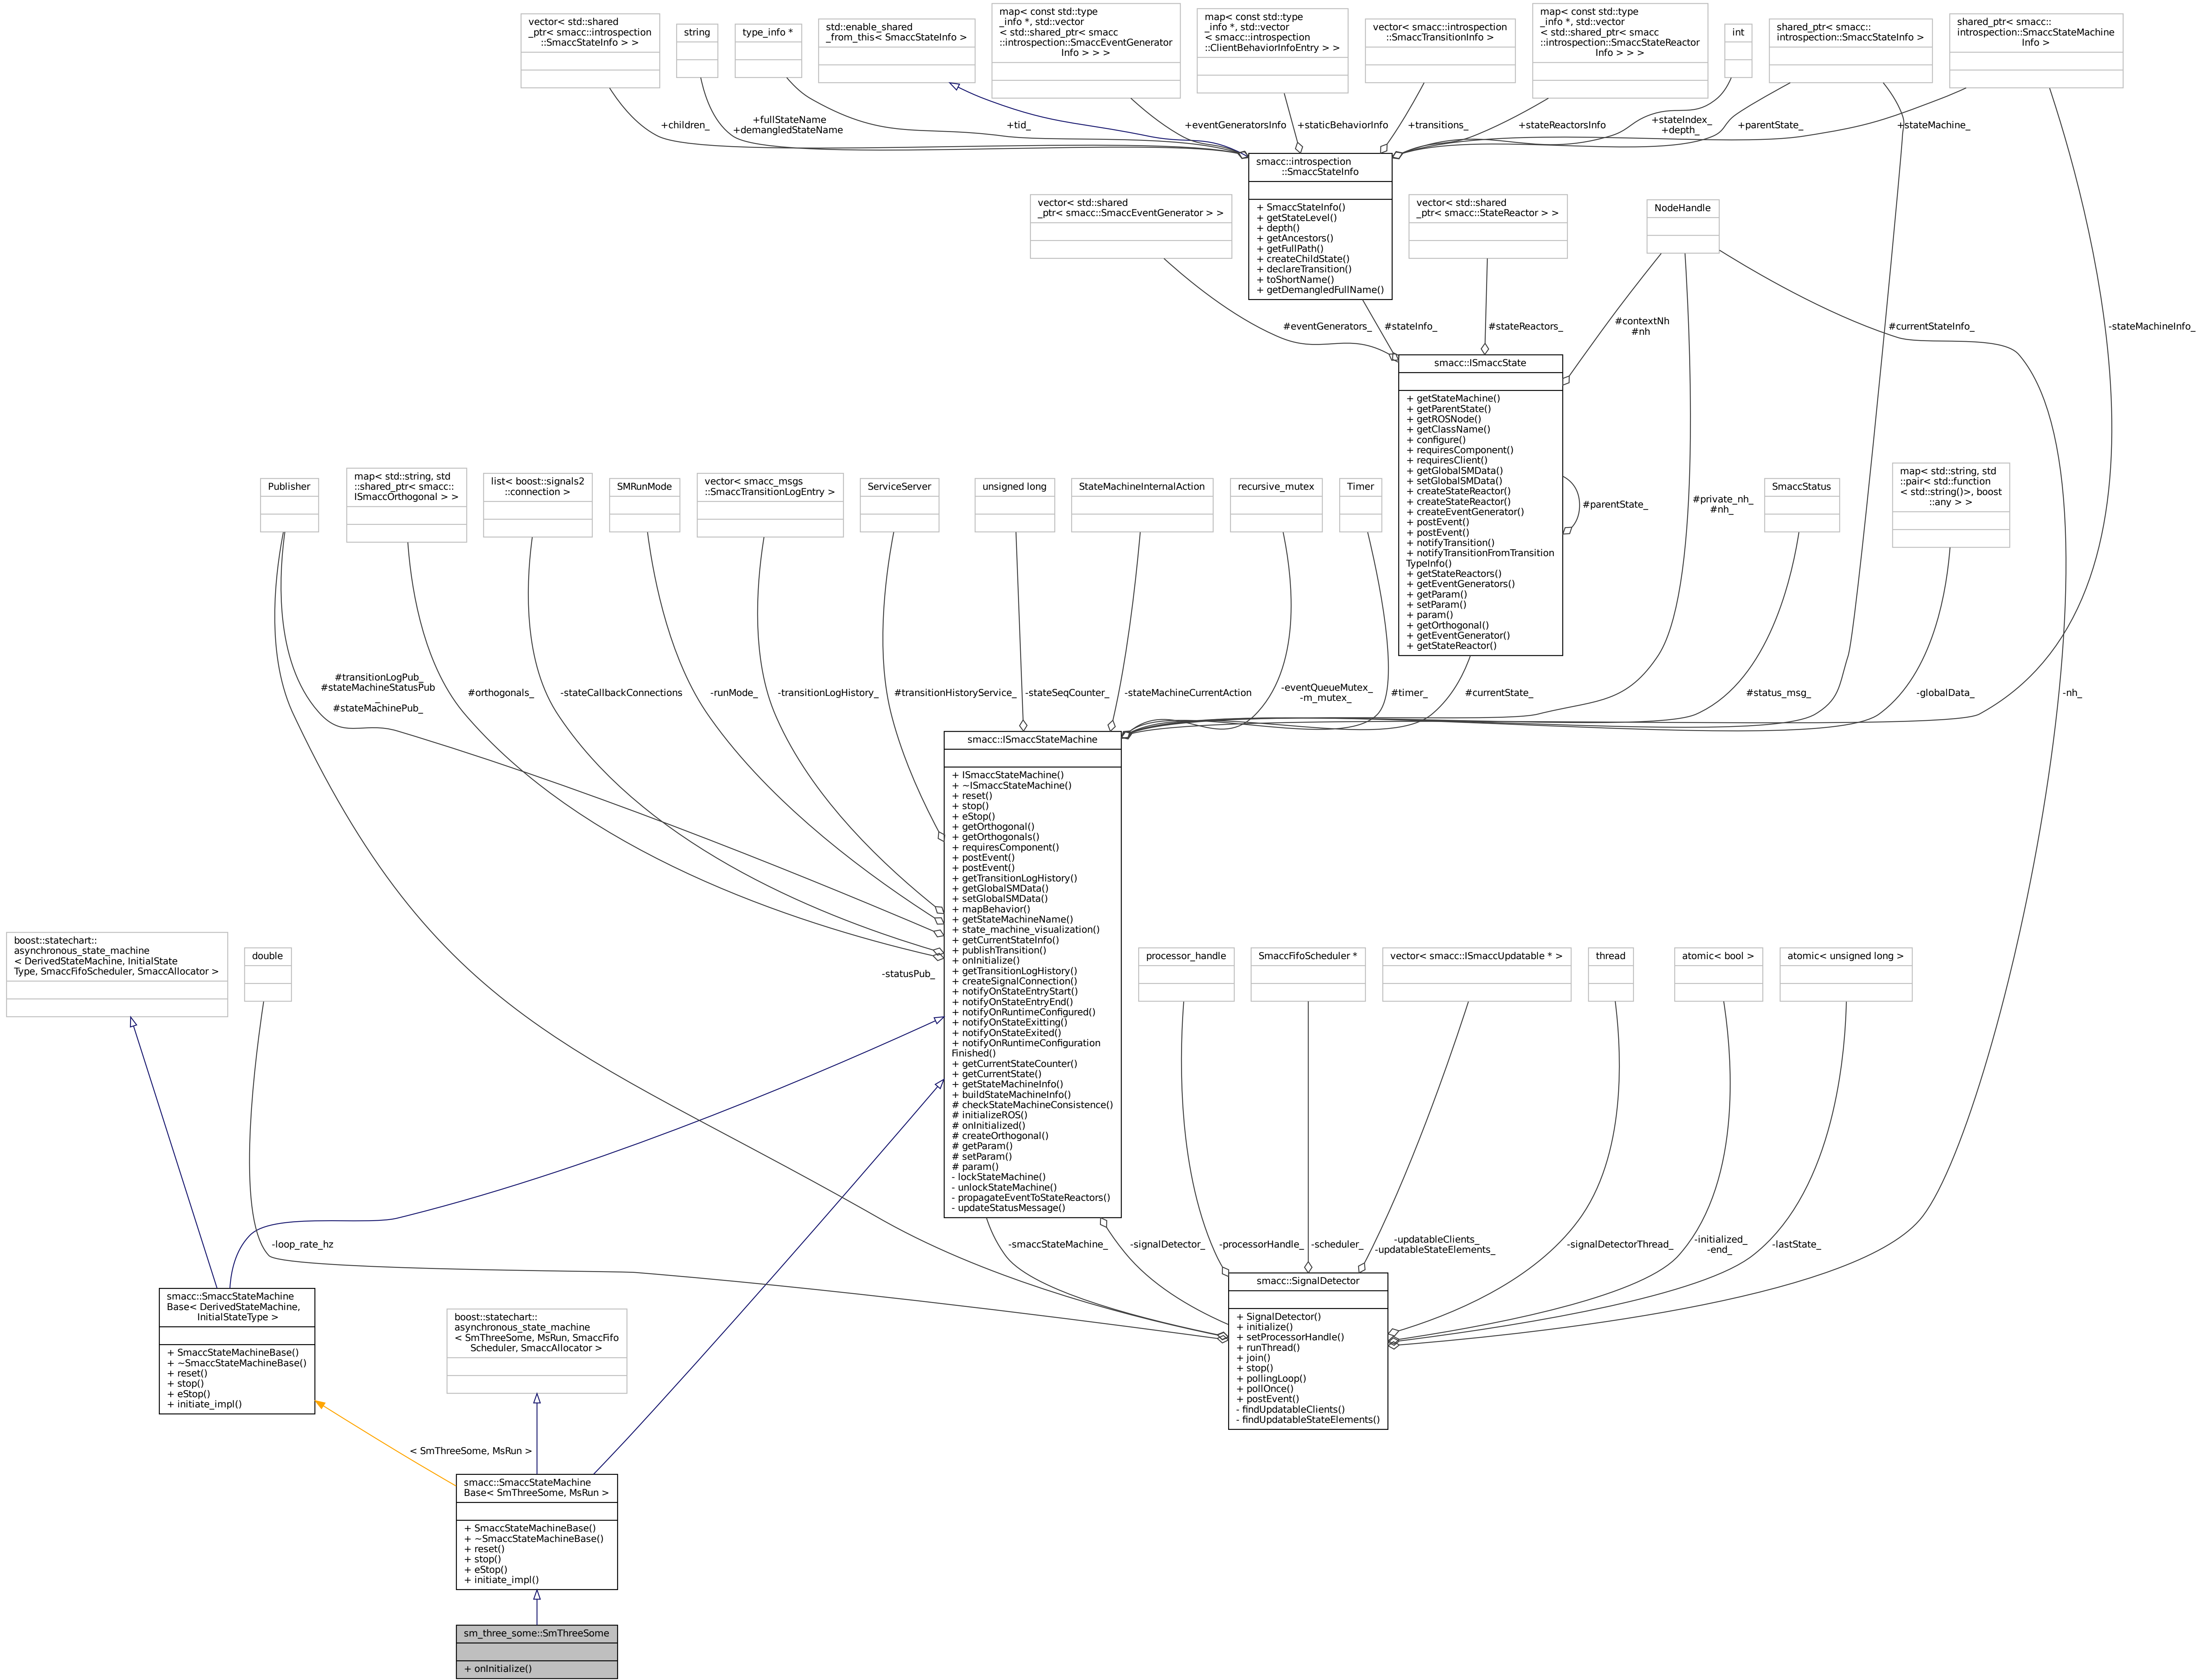 vector< std::shared
_ptr< smacc::introspection
::SmaccStateInfo > >
string
type_info *
std::enable_shared
_from_this< SmaccStateInfo >
map< const std::type
_info *, std::vector
< std::shared_ptr< smacc
::introspection::SmaccEventGenerator
Info > > >
map< const std::type
_info *, std::vector
< smacc::introspection
::ClientBehaviorInfoEntry > >
vector< smacc::introspection
::SmaccTransitionInfo >
map< const std::type
_info *, std::vector
< std::shared_ptr< smacc
::introspection::SmaccStateReactor
Info > > >
int
shared_ptr< smacc::
introspection::SmaccStateInfo >
shared_ptr< smacc::
introspection::SmaccStateMachine
Info >
+children_
+fullStateName
+demangledStateName
+tid_
+eventGeneratorsInfo
+staticBehaviorInfo
+transitions_
+stateReactorsInfo
+stateIndex_
+depth_
+parentState_
+stateMachine_
smacc::introspection
::SmaccStateInfo
+ SmaccStateInfo()
+ getStateLevel()
+ depth()
+ getAncestors()
+ getFullPath()
+ createChildState()
+ declareTransition()
+ toShortName()
+ getDemangledFullName()
vector< std::shared
_ptr< smacc::SmaccEventGenerator > >
vector< std::shared
_ptr< smacc::StateReactor > >
NodeHandle
#eventGenerators_
#stateInfo_
#stateReactors_
#contextNh
#nh
#currentStateInfo_
-stateMachineInfo_
smacc::ISmaccState
+ getStateMachine()
+ getParentState()
+ getROSNode()
+ getClassName()
+ configure()
+ requiresComponent()
+ requiresClient()
+ getGlobalSMData()
+ setGlobalSMData()
+ createStateReactor()
+ createStateReactor()
+ createEventGenerator()
+ postEvent()
+ postEvent()
+ notifyTransition()
+ notifyTransitionFromTransition
TypeInfo()
+ getStateReactors()
+ getEventGenerators()
+ getParam()
+ setParam()
+ param()
+ getOrthogonal()
+ getEventGenerator()
+ getStateReactor()
#parentState_
#private_nh_
#nh_
Publisher
map< std::string, std
::shared_ptr< smacc::
ISmaccOrthogonal > >
list< boost::signals2
::connection >
SMRunMode
vector< smacc_msgs
::SmaccTransitionLogEntry >
ServiceServer
unsigned long
StateMachineInternalAction
recursive_mutex
Timer
SmaccStatus
map< std::string, std
::pair< std::function
< std::string()>, boost
::any > >
#transitionLogPub_
#stateMachineStatusPub
_
#stateMachinePub_
#orthogonals_
-stateCallbackConnections
-runMode_
-transitionLogHistory_
#transitionHistoryService_
-stateSeqCounter_
-stateMachineCurrentAction
-eventQueueMutex_
-m_mutex_
#timer_
#currentState_
#status_msg_
-globalData_
-nh_
smacc::ISmaccStateMachine
+ ISmaccStateMachine()
+ ~ISmaccStateMachine()
+ reset()
+ stop()
+ eStop()
+ getOrthogonal()
+ getOrthogonals()
+ requiresComponent()
+ postEvent()
+ postEvent()
+ getTransitionLogHistory()
+ getGlobalSMData()
+ setGlobalSMData()
+ mapBehavior()
+ getStateMachineName()
+ state_machine_visualization()
+ getCurrentStateInfo()
+ publishTransition()
+ onInitialize()
+ getTransitionLogHistory()
+ createSignalConnection()
+ notifyOnStateEntryStart()
+ notifyOnStateEntryEnd()
+ notifyOnRuntimeConfigured()
+ notifyOnStateExitting()
+ notifyOnStateExited()
+ notifyOnRuntimeConfiguration
Finished()
+ getCurrentStateCounter()
+ getCurrentState()
+ getStateMachineInfo()
+ buildStateMachineInfo()
# checkStateMachineConsistence()
# initializeROS()
# onInitialized()
# createOrthogonal()
# getParam()
# setParam()
# param()
- lockStateMachine()
- unlockStateMachine()
- propagateEventToStateReactors()
- updateStatusMessage()
boost::statechart::
asynchronous_state_machine
< DerivedStateMachine, InitialState
Type, SmaccFifoScheduler, SmaccAllocator >
double
-statusPub_
processor_handle
SmaccFifoScheduler *
vector< smacc::ISmaccUpdatable * >
thread
atomic< bool >
atomic< unsigned long >
-loop_rate_hz
-smaccStateMachine_
-signalDetector_
-processorHandle_
-scheduler_
-updatableClients_
-updatableStateElements_
-signalDetectorThread_
-initialized_
-end_
-lastState_
smacc::SignalDetector
+ SignalDetector()
+ initialize()
+ setProcessorHandle()
+ runThread()
+ join()
+ stop()
+ pollingLoop()
+ pollOnce()
+ postEvent()
- findUpdatableClients()
- findUpdatableStateElements()
smacc::SmaccStateMachine
Base< DerivedStateMachine,
InitialStateType >
+ SmaccStateMachineBase()
+ ~SmaccStateMachineBase()
+ reset()
+ stop()
+ eStop()
+ initiate_impl()
boost::statechart::
asynchronous_state_machine
< SmThreeSome, MsRun, SmaccFifo
Scheduler, SmaccAllocator >
< SmThreeSome, MsRun >
smacc::SmaccStateMachine
Base< SmThreeSome, MsRun >
+ SmaccStateMachineBase()
+ ~SmaccStateMachineBase()
+ reset()
+ stop()
+ eStop()
+ initiate_impl()
sm_three_some::SmThreeSome
+ onInitialize()